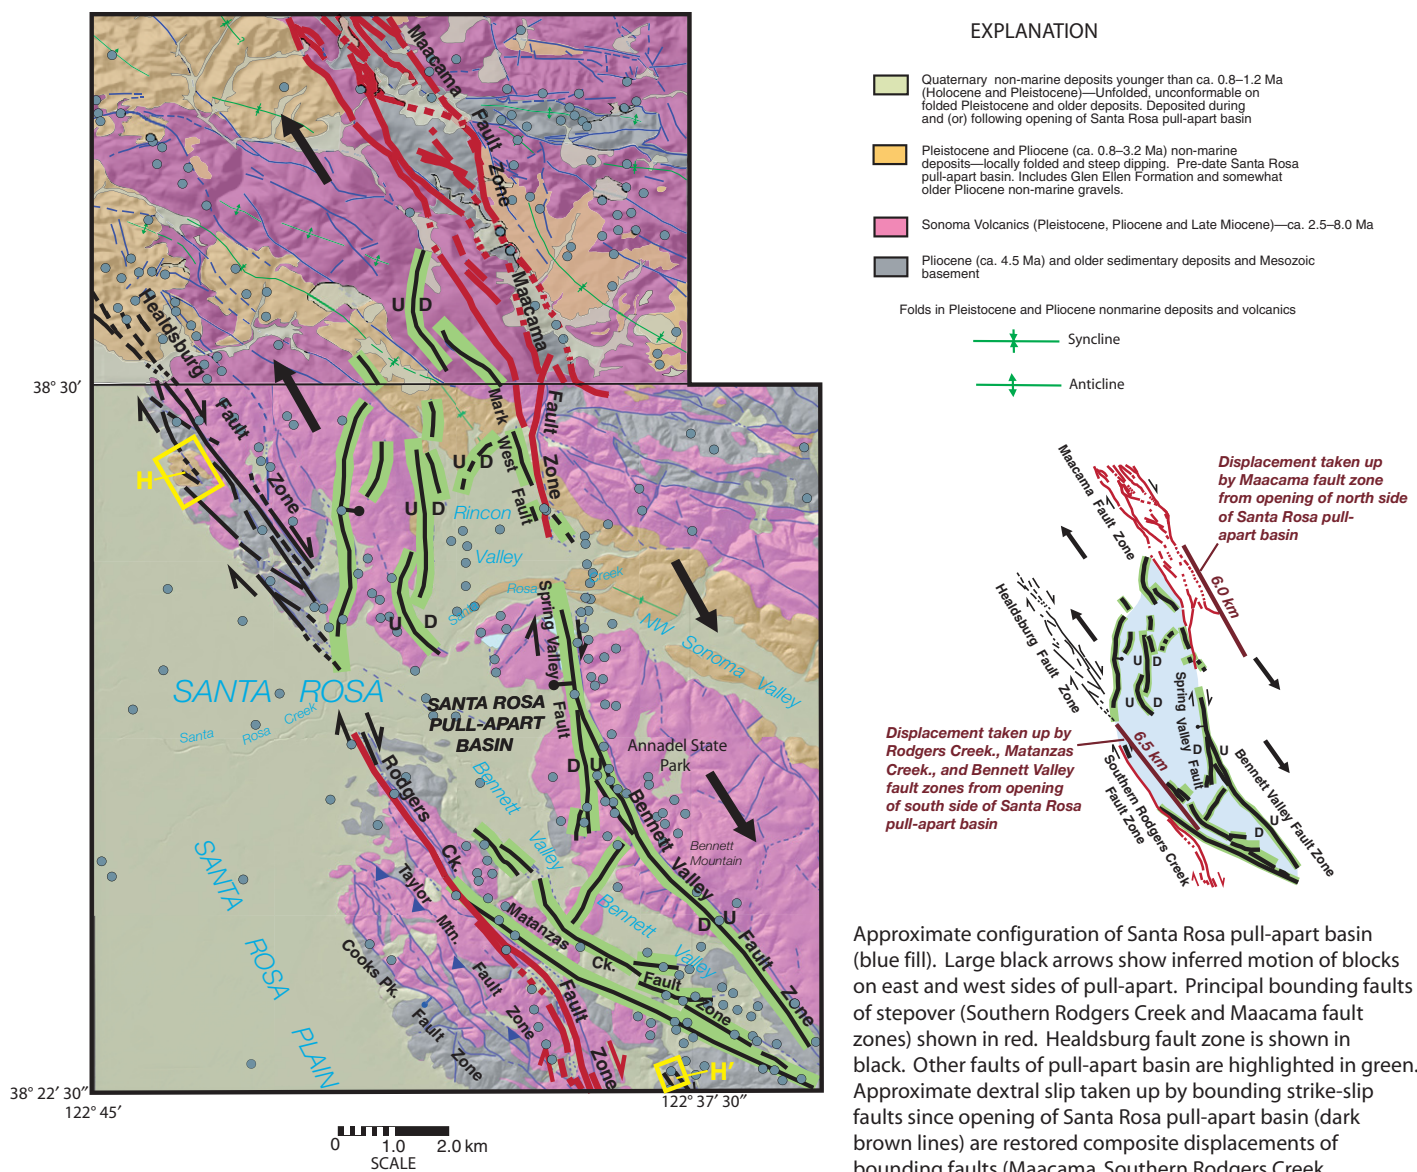 EXPLANATION
Quaternary non-marine deposits younger than ca. 0.8–1.2 Ma
(Holocene and Pleistocene)—Unfolded, unconformable on
folded Pleistocene and older deposits. Deposited during
and (or) following opening of Santa Rosa pull-apart basin
Pleistocene and Pliocene (ca. 0.8–3.2 Ma) non-marine
deposits—locally folded and steep dipping. Pre-date Santa Rosa
pull-apart basin. Includes Glen Ellen Formation and somewhat
older Pliocene non-marine gravels.
Sonoma Volcanics (Pleistocene, Pliocene and Late Miocene)—ca. 2.5–8.0 Ma
Pliocene (ca. 4.5 Ma) and older sedimentary deposits and Mesozoic
basement
Folds in Pleistocene and Pliocene nonmarine deposits and volcanics
Syncline
Anticline
Maacama Fault Zone
Maacama Fault Zone
Healdsburg Fault Zone
U D
38° 30′
Mark West Fault
H
U D
U D
Rincon
Valley
Santa Rosa Creek
Spring Valley Fault
NW Sonoma Valley
U D
SANTA ROSA
Santa Rosa Creek
SANTA ROSA
PULL-APART
BASIN
Annadel State
Park
D U
Rodgers Ck. Fault Zone
Bennett Valley
Bennett Valley Fault Zone
Bennett
Mountain
SANTA ROSA PLAIN
Taylor Mtn. Fault Zone
Cooks Pk. Fault Zone
Matanzas Ck. Fault Zone
Bennett Valley
D U
H′
38° 22′ 30″
122° 45′
122° 37′ 30″
0 1.0 2.0 km
SCALE
Maacama Fault Zone
Displacement taken up
by Maacama fault zone
from opening of north side
of Santa Rosa pull-
apart basin
6.0 km
Healdsburg Fault Zone
U D
U D
Spring Valley Fault
D U
Displacement taken up by
Rodgers Creek., Matanzas
Creek., and Bennett Valley
fault zones from opening
of south side of Santa Rosa
pull-apart basin
6.5 km
Southern Rodgers Creek
Fault Zone
Bennett Valley Fault Zone
U
D
Approximate configuration of Santa Rosa pull-apart basin
(blue fill). Large black arrows show inferred motion of blocks
on east and west sides of pull-apart. Principal bounding faults
of stepover (Southern Rodgers Creek and Maacama fault
zones) shown in red. Healdsburg fault zone is shown in
black. Other faults of pull-apart basin are highlighted in green.
Approximate dextral slip taken up by bounding strike-slip
faults since opening of Santa Rosa pull-apart basin (dark
brown lines) are restored composite displacements of
bounding faults (Maacama, Southern Rodgers Creek,